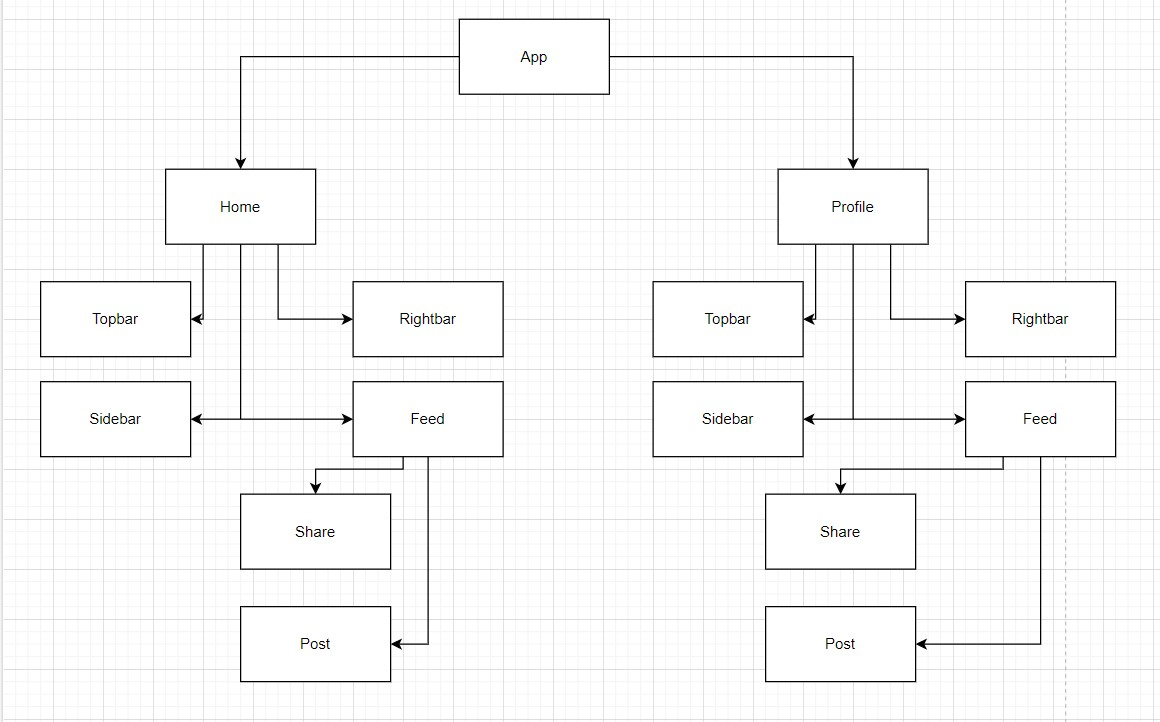 App
Home
Profile
Topbar
Rightbar
Topbar
Rightbar
Sidebar
Feed
Sidebar
Feed
Share
Share
Post
Post